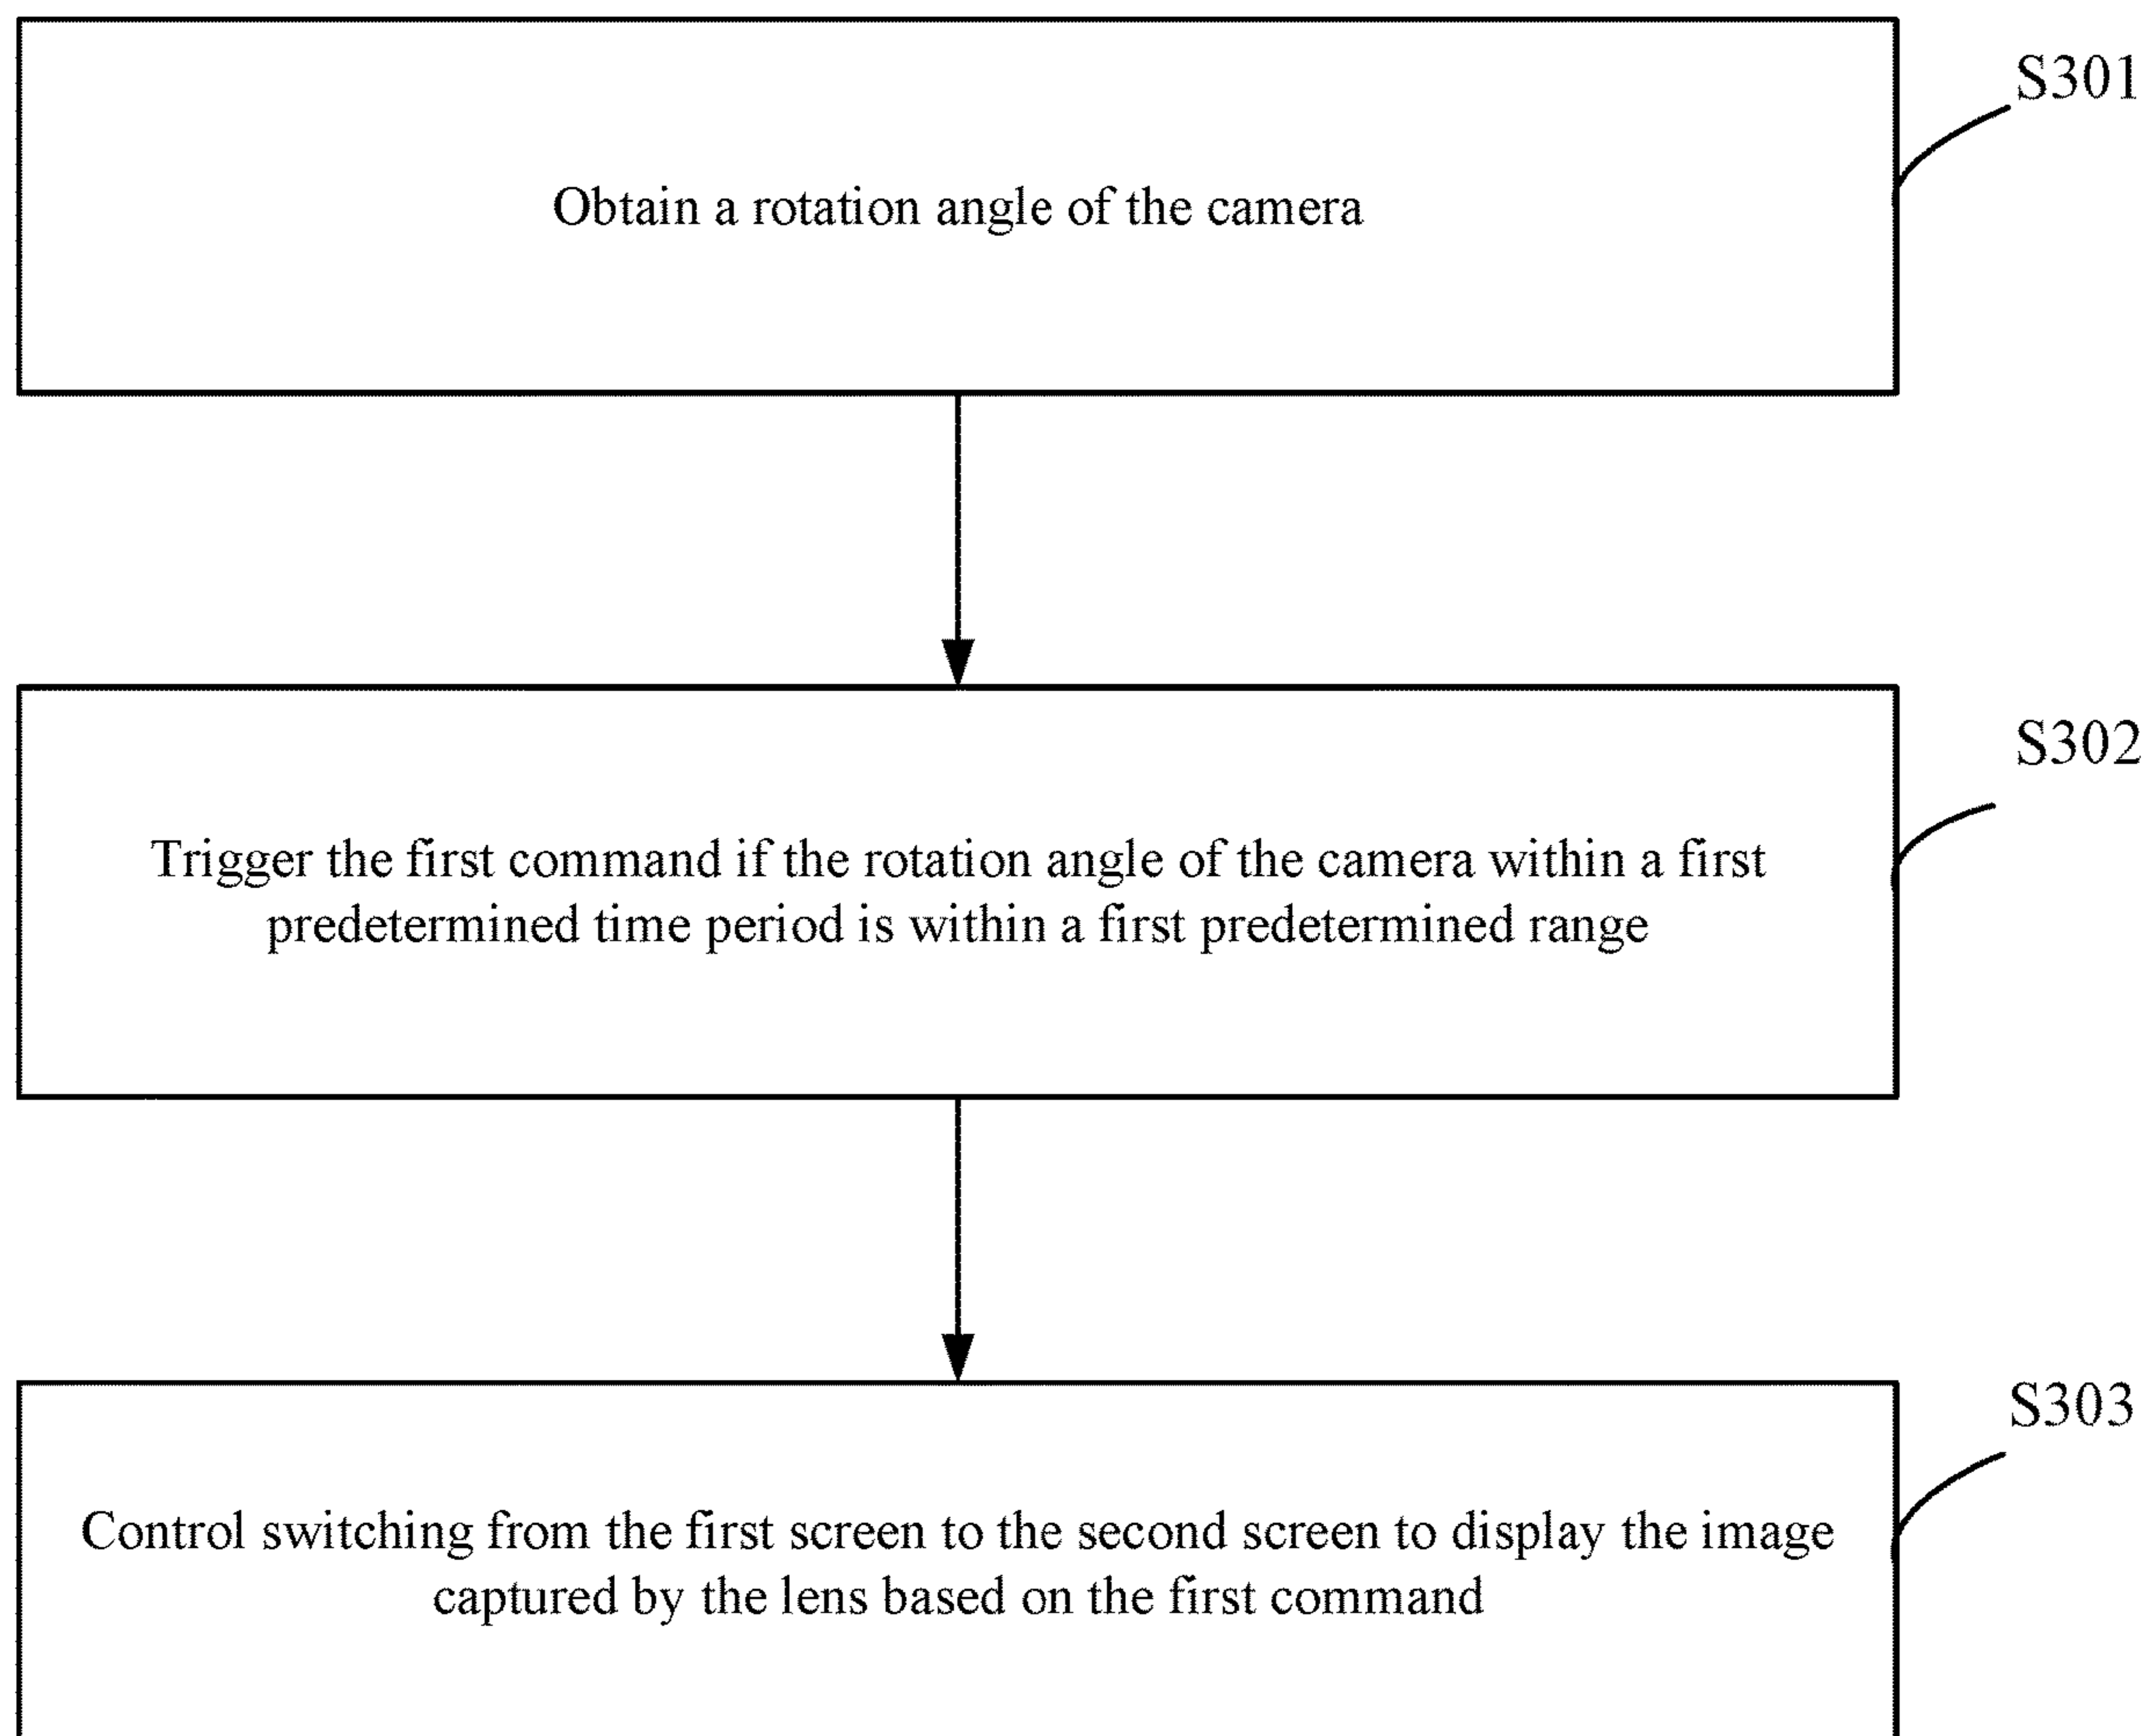 S301
Obtain a rotation angle of the camera
S302
Trigger the first command if the rotation angle of the camera within a first
predetermined time period is within a first predetermined range
S303
Control switching from the first screen to the second screen to display the image
captured by the lens based on the first command